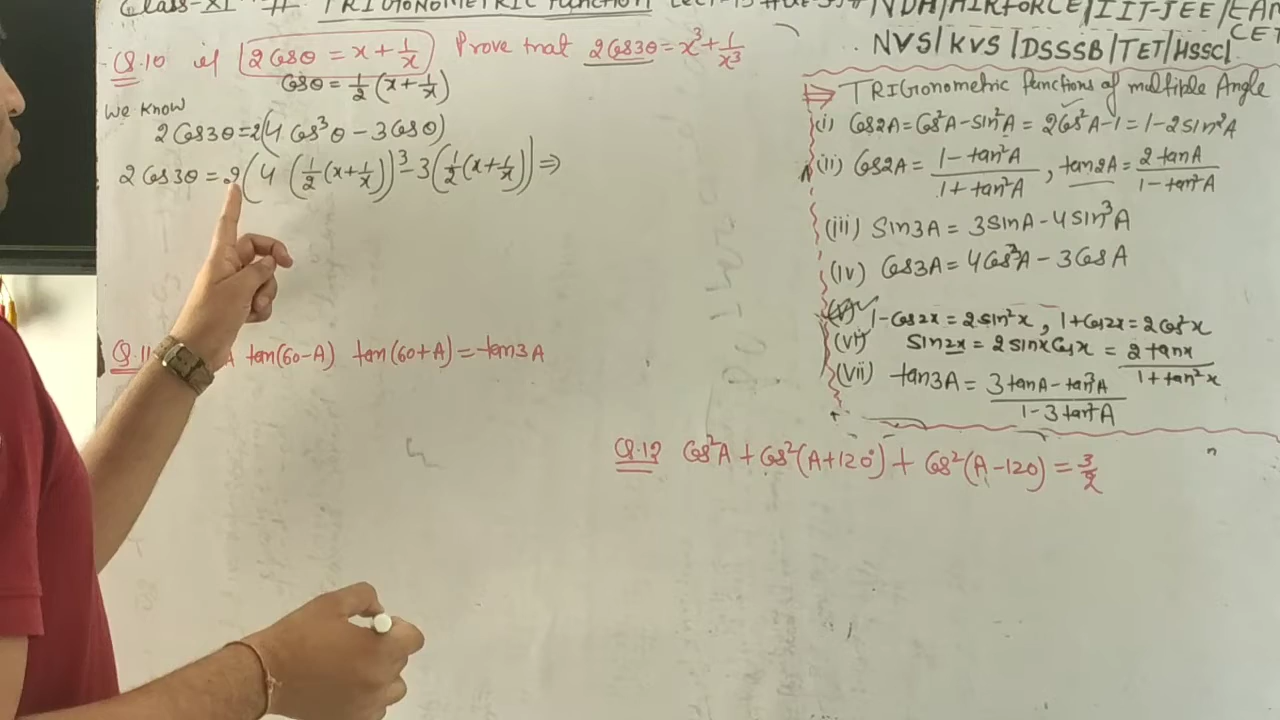 Class-XI # TRIGONOMETRIC Function
NDA/AIRFORCE/IIT-JEE/
CET
NVS/KVS/DSSSB/TET/HSSC/
Q.10 if 2Cosθ = x + 1/x Prove that 2Cos3θ = x³ + 1/x³
Cosθ = 1/2 (x + 1/x)
We know
2Cos3θ = 2(4Cos³θ - 3Cosθ)
2Cos3θ = 2(4(1/2(x+1/x))³ - 3(1/2(x+1/x)) ⇒
Q.11 A tan(60-A) tan(60+A) = tan3A
⇒ TRIGonometric functions of multiple Angle
(i) Cos2A = Cos²A - sin²A = 2Cos²A - 1 = 1 - 2sin²A
(ii) Cos2A = 1 - tan²A / 1 + tan²A , tan2A = 2tanA / 1 - tan²A
(iii) Sin3A = 3SinA - 4Sin³A
(iv) Cos3A = 4Cos³A - 3CosA
(v) 1 - Cos2x = 2sin²x , 1 + Cos2x = 2Cos²x
(vi) Sin2x = 2sinxCosx = 2tanx / 1 + tan²x
(vii) tan3A = 3tanA - tan³A / 1 - 3tan²A
Q.12 Cos²A + Cos²(A+120°) + Cos²(A-120) = 3/2